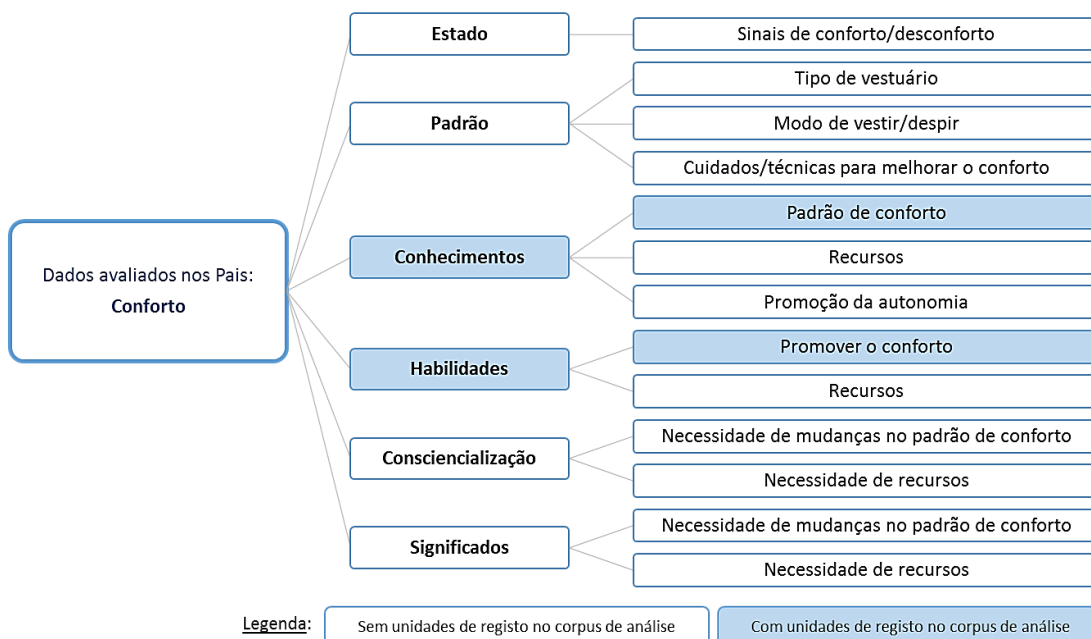 Dados avaliados nos Pais:
Conforto
Estado
Sinais de conforto/desconforto
Padrão
Tipo de vestuário
Modo de vestir/despir
Cuidados/técnicas para melhorar o conforto
Conhecimentos
Padrão de conforto
Recursos
Promoção da autonomia
Habilidades
Promover o conforto
Recursos
Consciencialização
Necessidade de mudanças no padrão de conforto
Necessidade de recursos
Significados
Necessidade de mudanças no padrão de conforto
Necessidade de recursos
Legenda:
Sem unidades de registo no corpus de análise
Com unidades de registo no corpus de análise